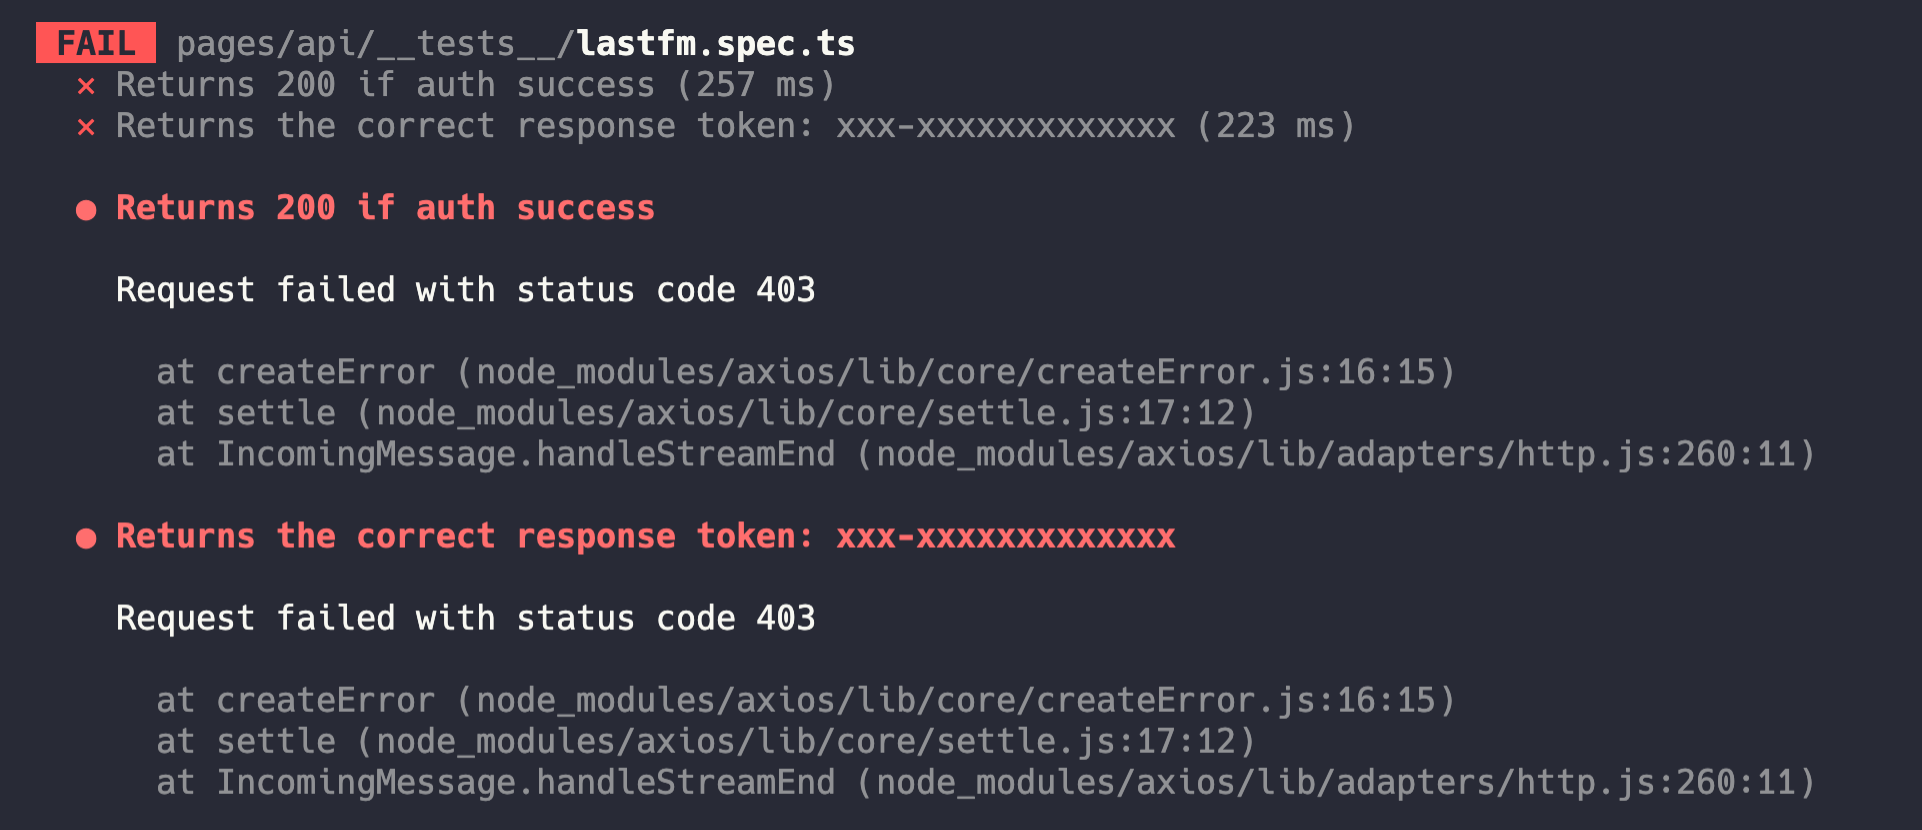 FAIL pages/api/__tests__/lastfm.spec.ts
× Returns 200 if auth success (257 ms)
× Returns the correct response token: xxx-xxxxxxxxxxxxx (223 ms)
● Returns 200 if auth success
Request failed with status code 403
at createError (node_modules/axios/lib/core/createError.js:16:15)
at settle (node_modules/axios/lib/core/settle.js:17:12)
at IncomingMessage.handleStreamEnd (node_modules/axios/lib/adapters/http.js:260:11)
● Returns the correct response token: xxx-xxxxxxxxxxxxx
Request failed with status code 403
at createError (node_modules/axios/lib/core/createError.js:16:15)
at settle (node_modules/axios/lib/core/settle.js:17:12)
at IncomingMessage.handleStreamEnd (node_modules/axios/lib/adapters/http.js:260:11)